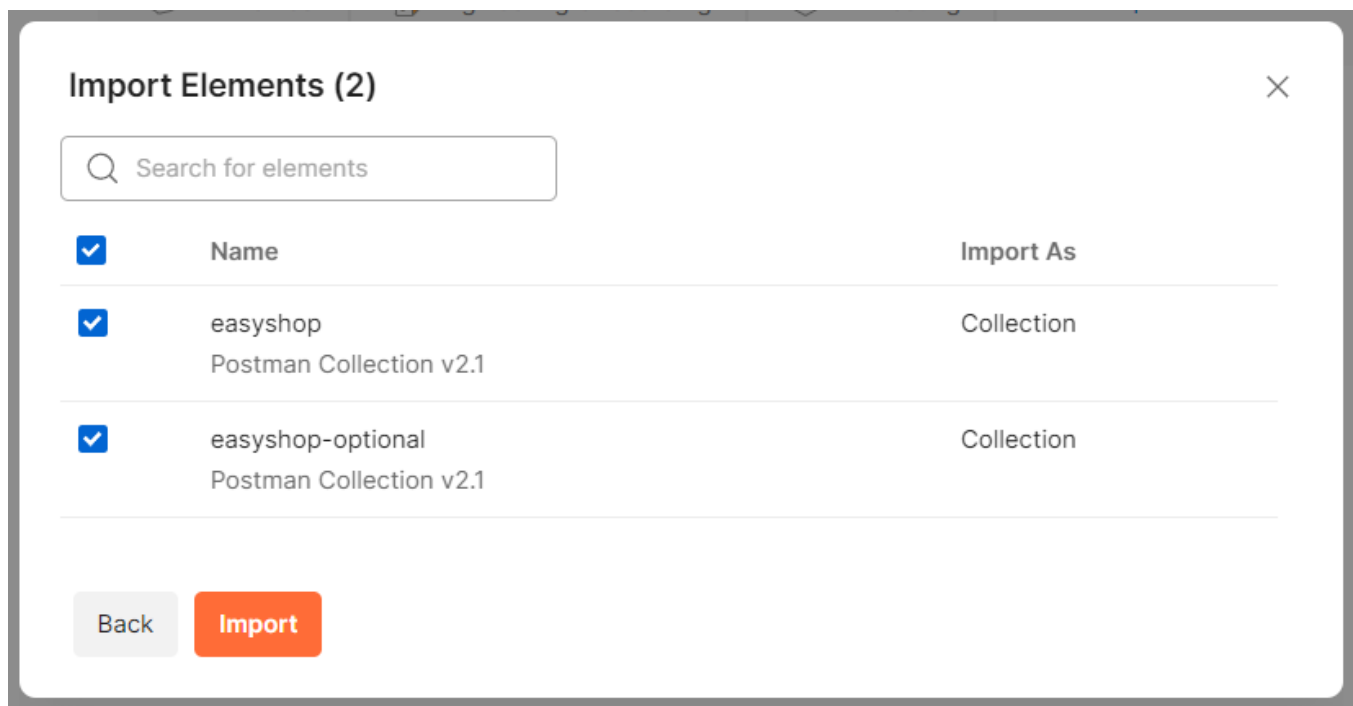 Import Elements (2)
Search for elements
Name Import As
easyshop Collection
Postman Collection v2.1
easyshop-optional Collection
Postman Collection v2.1
Back Import